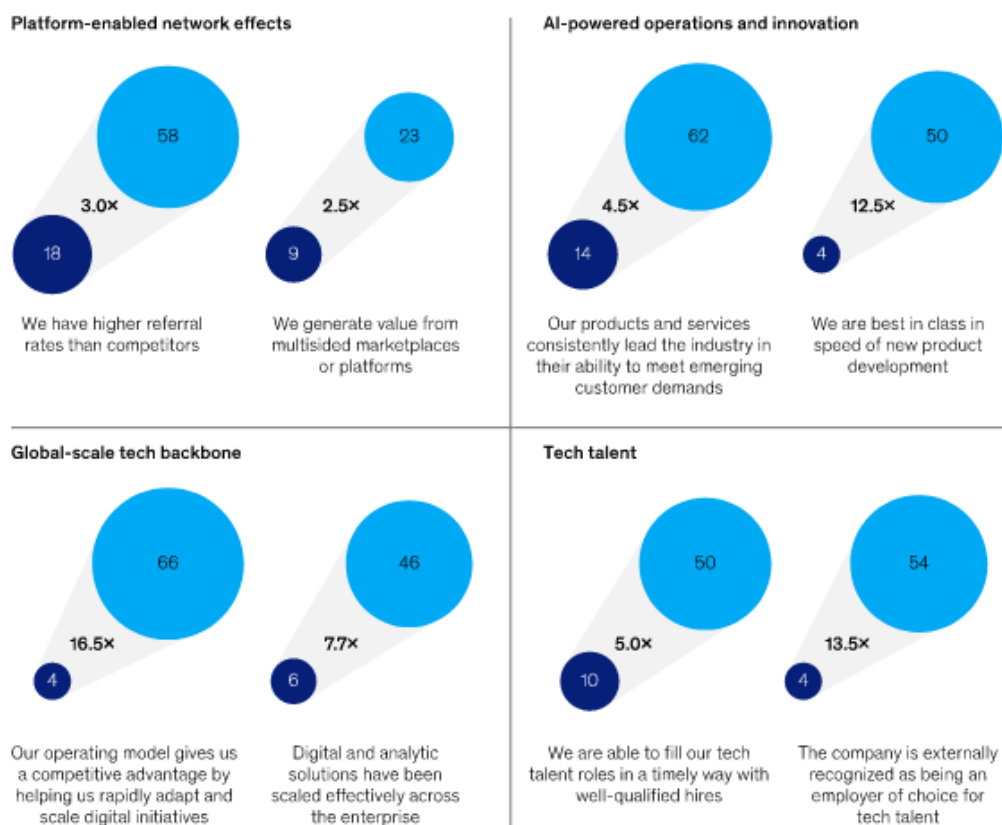 Platform-enabled network effects
58
3.0×
18
We have higher referral
rates than competitors
23
2.5×
9
We generate value from
multisided marketplaces
or platforms
AI-powered operations and innovation
62
4.5×
14
Our products and services
consistently lead the industry in
their ability to meet emerging
customer demands
50
12.5×
4
We are best in class in
speed of new product
development
Global-scale tech backbone
66
16.5×
4
Our operating model gives us
a competitive advantage by
helping us rapidly adapt and
scale digital initiatives
46
7.7×
6
Digital and analytic
solutions have been
scaled effectively across
the enterprise
Tech talent
50
5.0×
10
We are able to fill our tech
talent roles in a timely way with
well-qualified hires
54
13.5×
4
The company is externally
recognized as being an
employer of choice for
tech talent